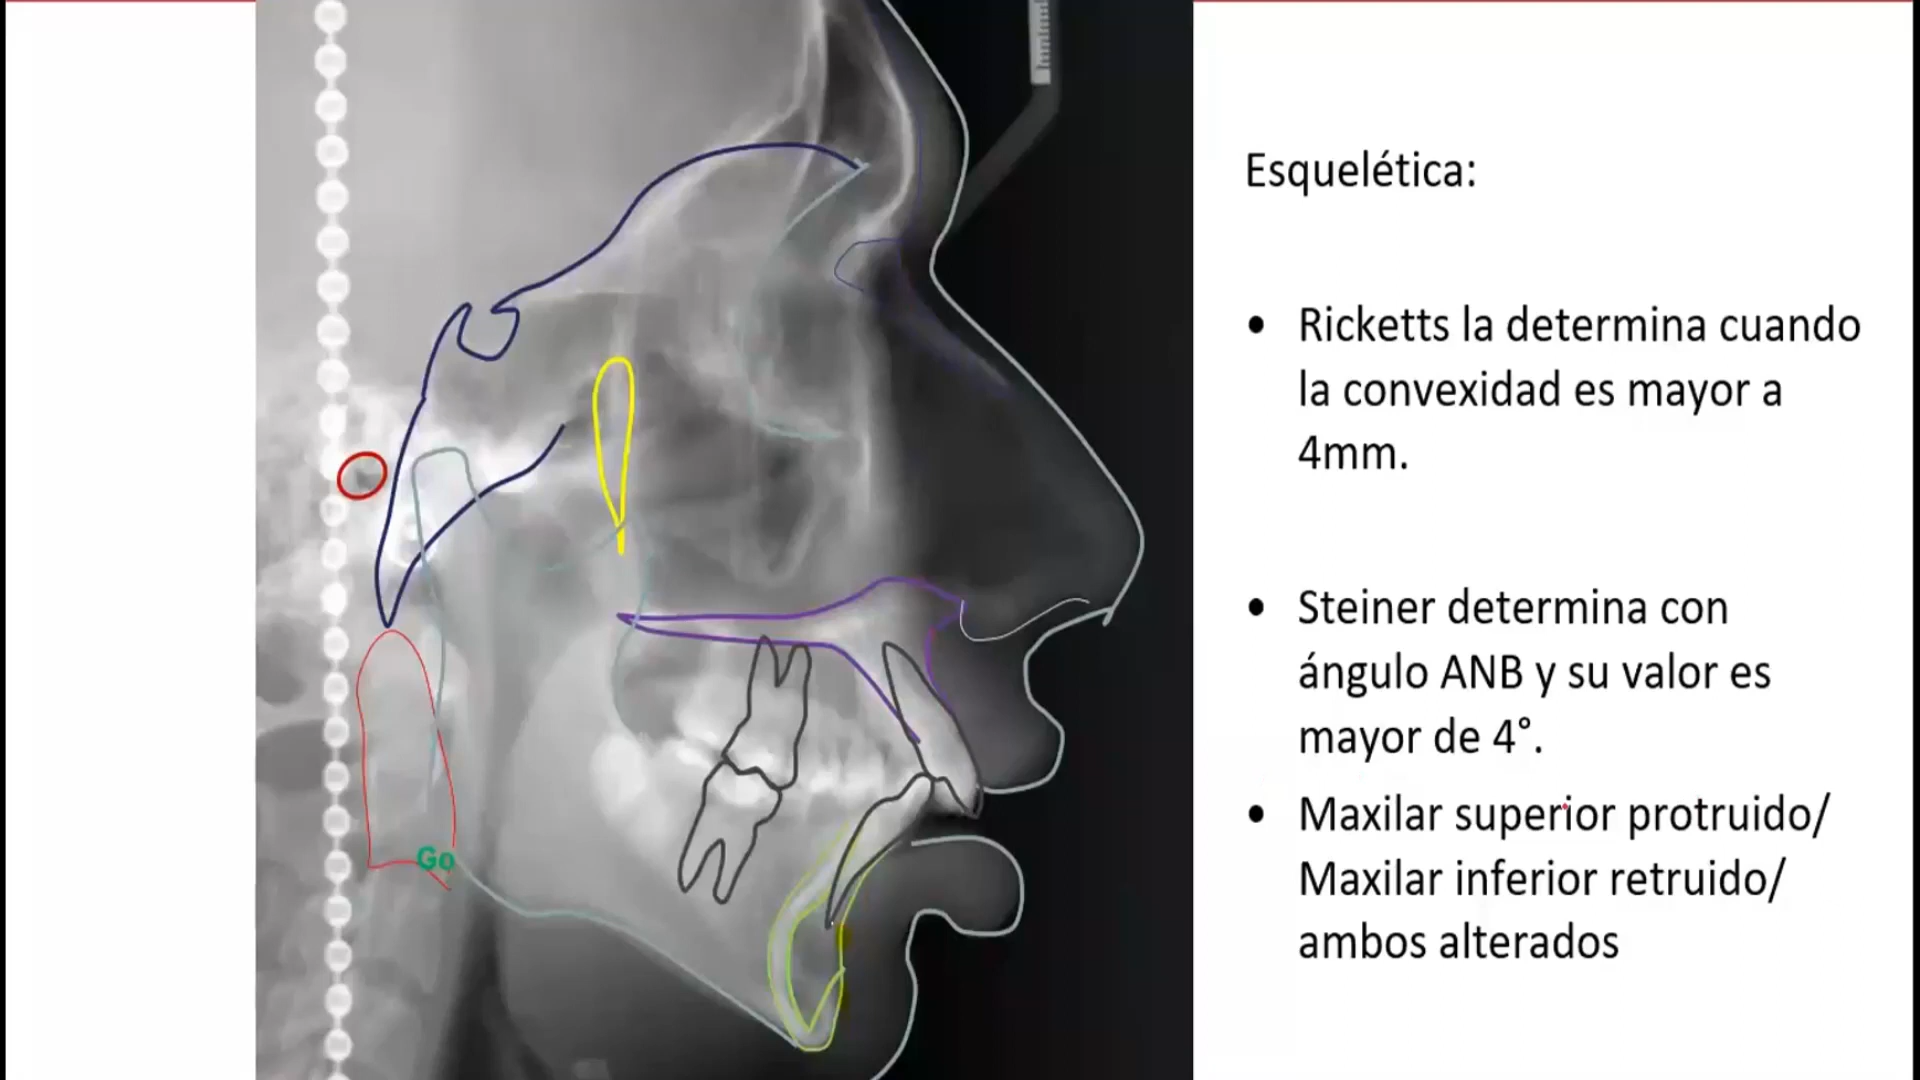 Esquelética:
• Ricketts la determina cuando
la convexidad es mayor a
4mm.
• Steiner determina con
ángulo ANB y su valor es
mayor de 4°.
• Maxilar superior protruido/
Maxilar inferior retruido/
ambos alterados
Go